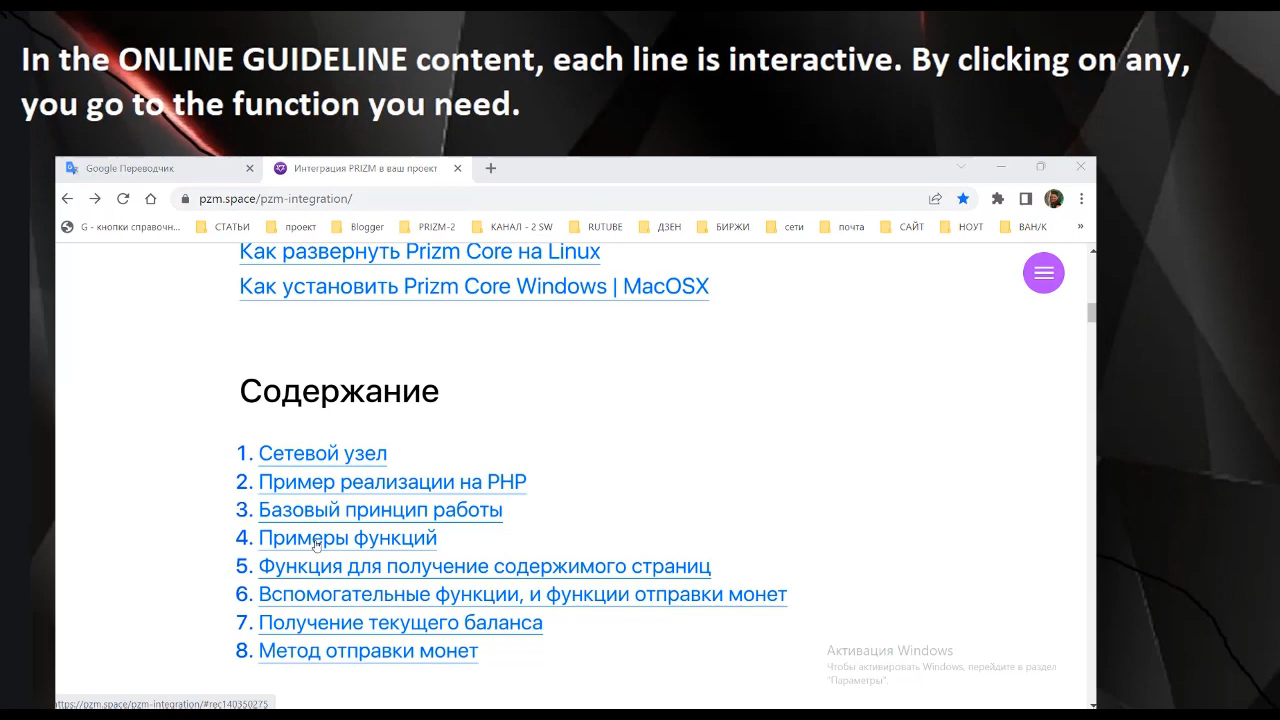 In the ONLINE GUIDELINE content, each line is interactive. By clicking on any,
you go to the function you need.
Google Переводчик
Интеграция PRIZM в ваш проект
pzm.space/pzm-integration/
G - кнопки справочн...
СТАТЬИ
проект
Blogger
PRIZM-2
КАНАЛ - 2 SW
RUTUBE
ДЗЕН
БИРЖИ
сети
почта
САЙТ
НОУТ
ВАН/К
»
Как развернуть Prizm Core на Linux
Как установить Prizm Core Windows | MacOSX
Содержание
1. Сетевой узел
2. Пример реализации на PHP
3. Базовый принцип работы
4. Примеры функций
5. Функция для получение содержимого страниц
6. Вспомогательные функции, и функции отправки монет
7. Получение текущего баланса
8. Метод отправки монет
Активация Windows
Чтобы активировать Windows, перейдите в раздел
"Параметры".
https://pzm.space/pzm-integration/#rec140350275